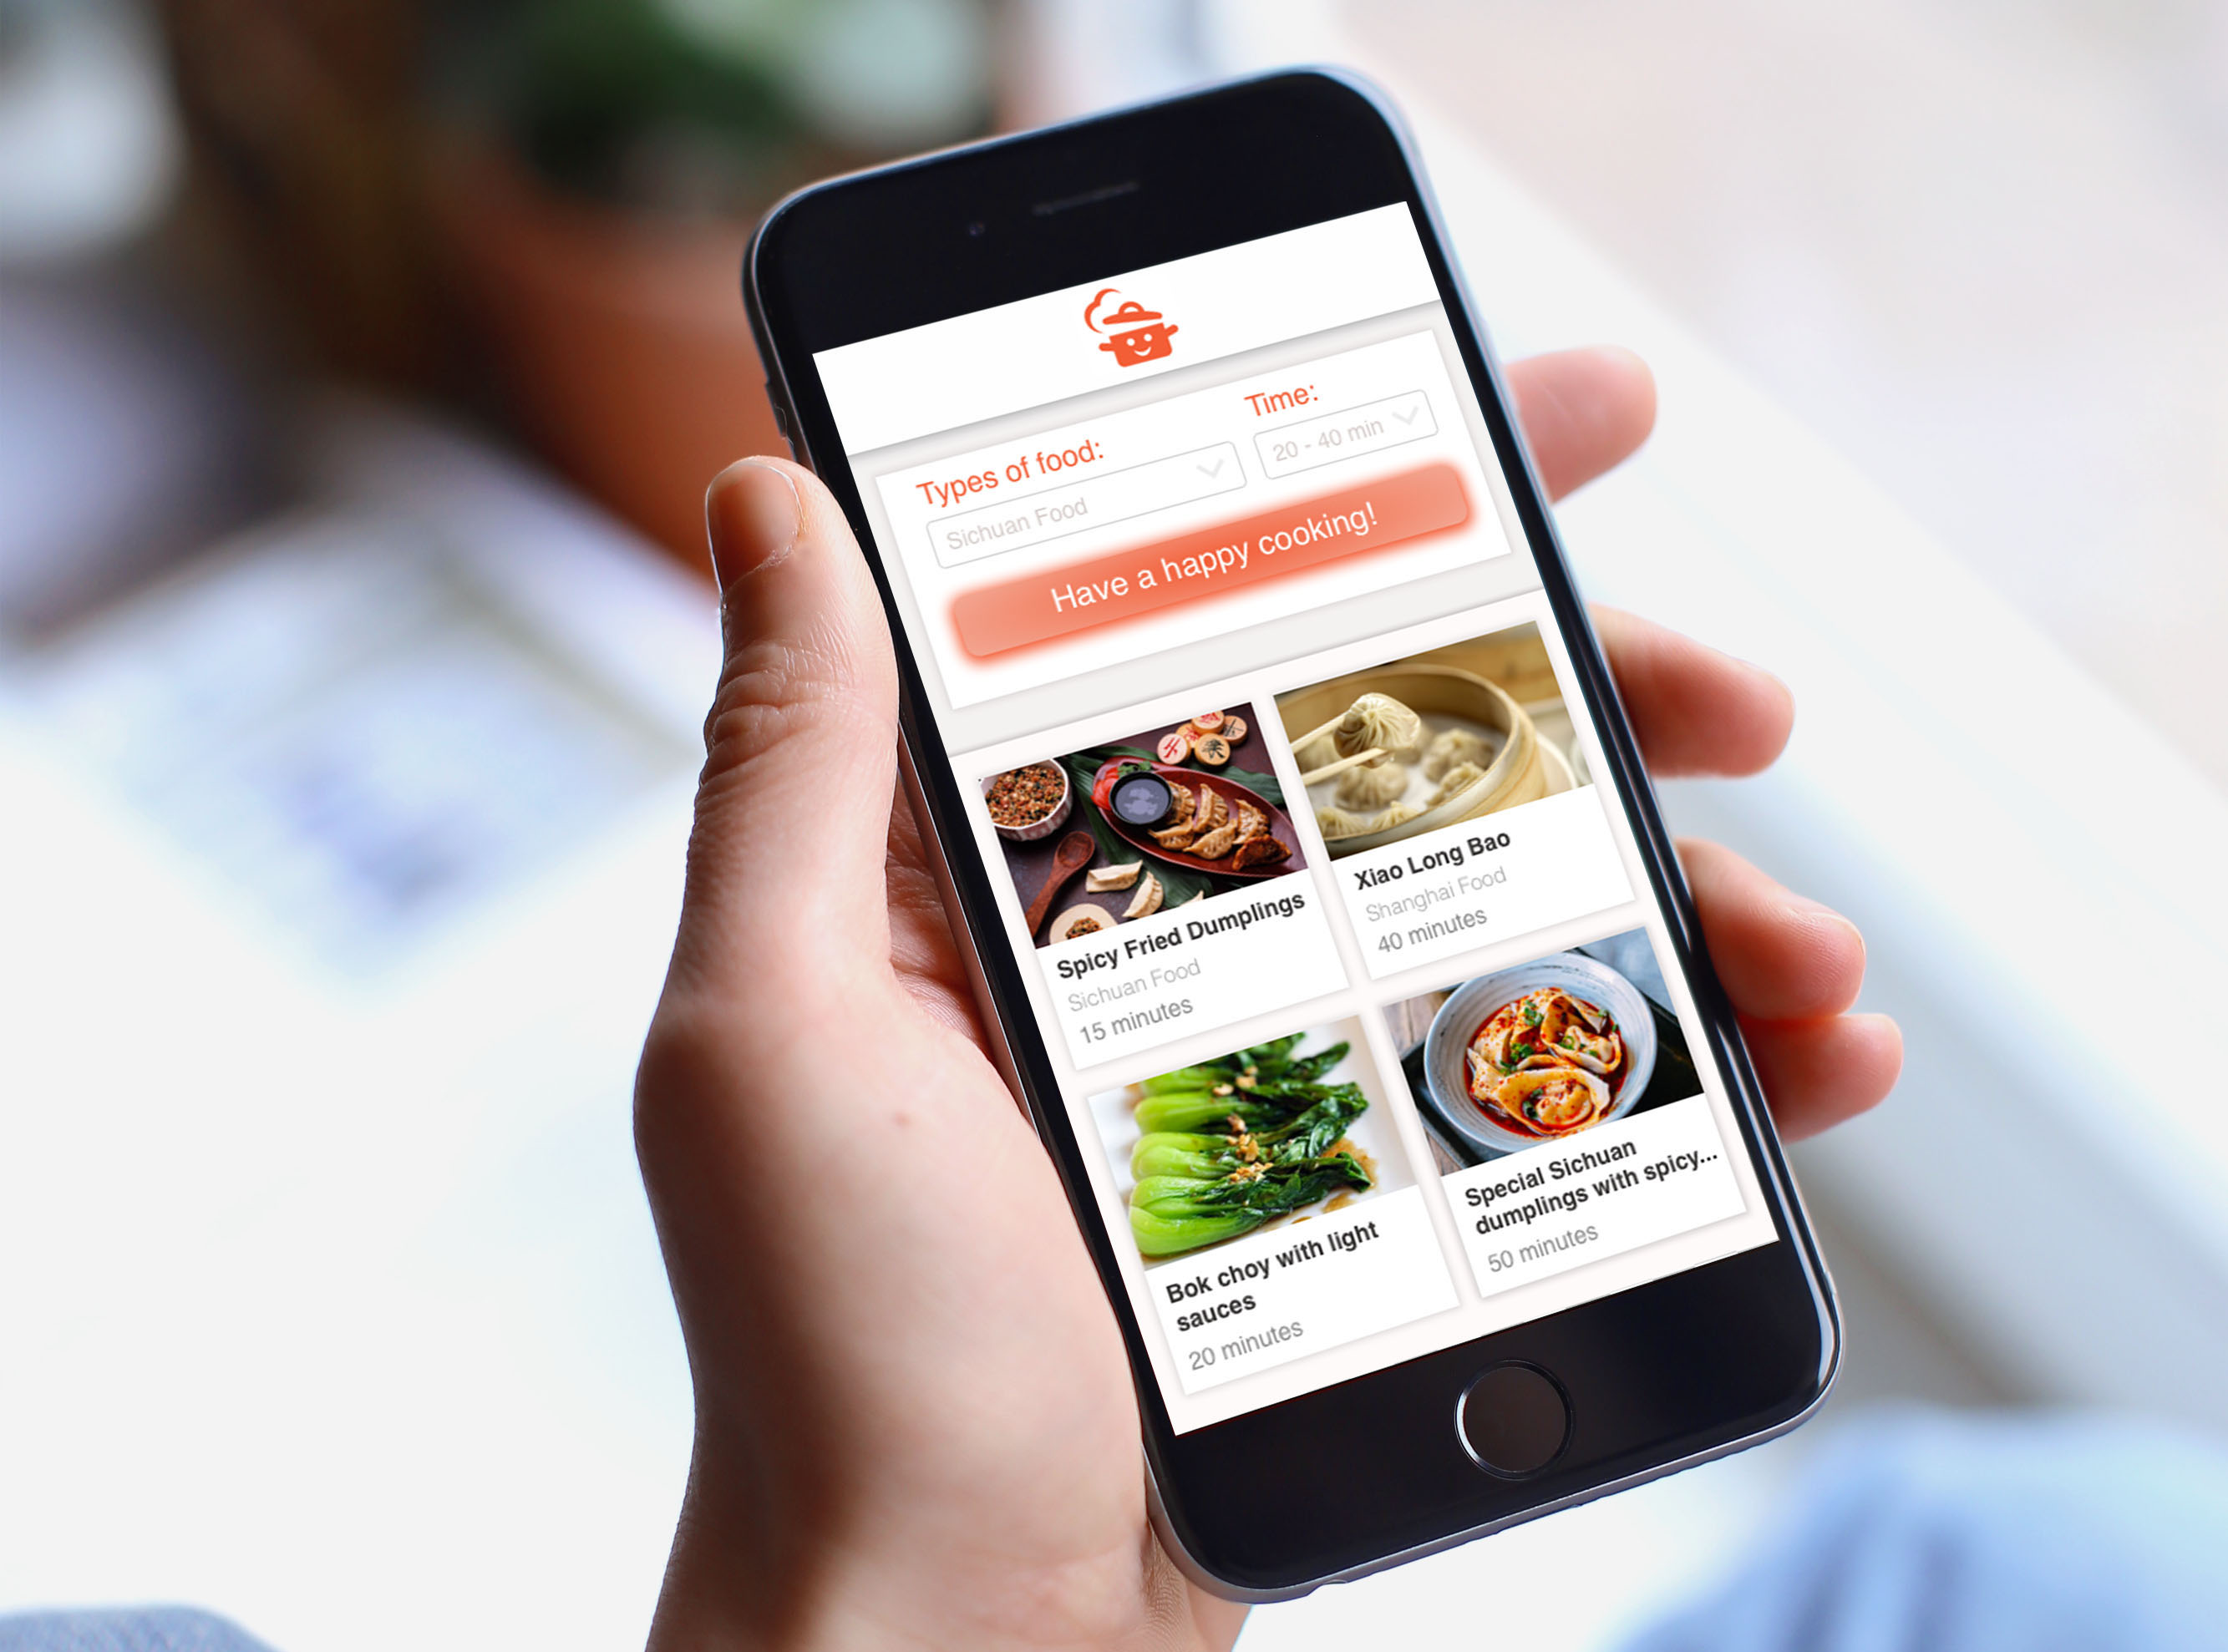 Types of food:
Time:
Sichuan Food
20 - 40 min
Have a happy cooking!
Spicy Fried Dumplings
Sichuan Food
15 minutes
Xiao Long Bao
Shanghai Food
40 minutes
Bok choy with light
sauces
20 minutes
Special Sichuan
dumplings with spicy...
50 minutes